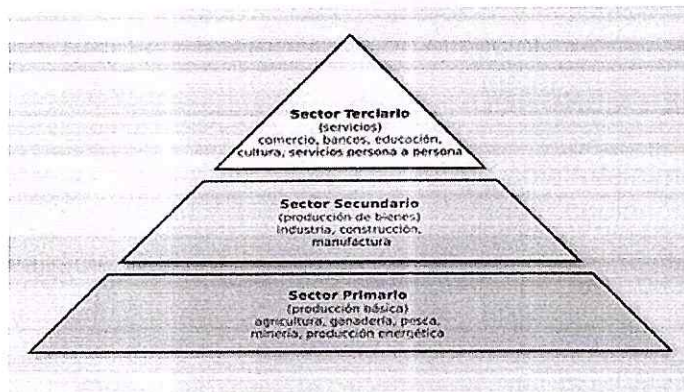 Sector Terciario
(servicios)
comercio, bancos, educación,
cultura, servicios persona a persona
Sector Secundario
(producción de bienes)
industria, construcción,
manufactura
Sector Primario
(producción básica)
agricultura, ganadería, pesca,
minería, producción energética